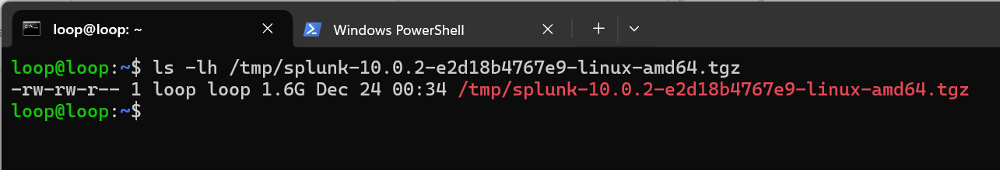 loop@loop: ~
Windows PowerShell
loop@loop:~$ ls -lh /tmp/splunk-10.0.2-e2d18b4767e9-linux-amd64.tgz
-rw-rw-r-- 1 loop loop 1.6G Dec 24 00:34 /tmp/splunk-10.0.2-e2d18b4767e9-linux-amd64.tgz
loop@loop:~$